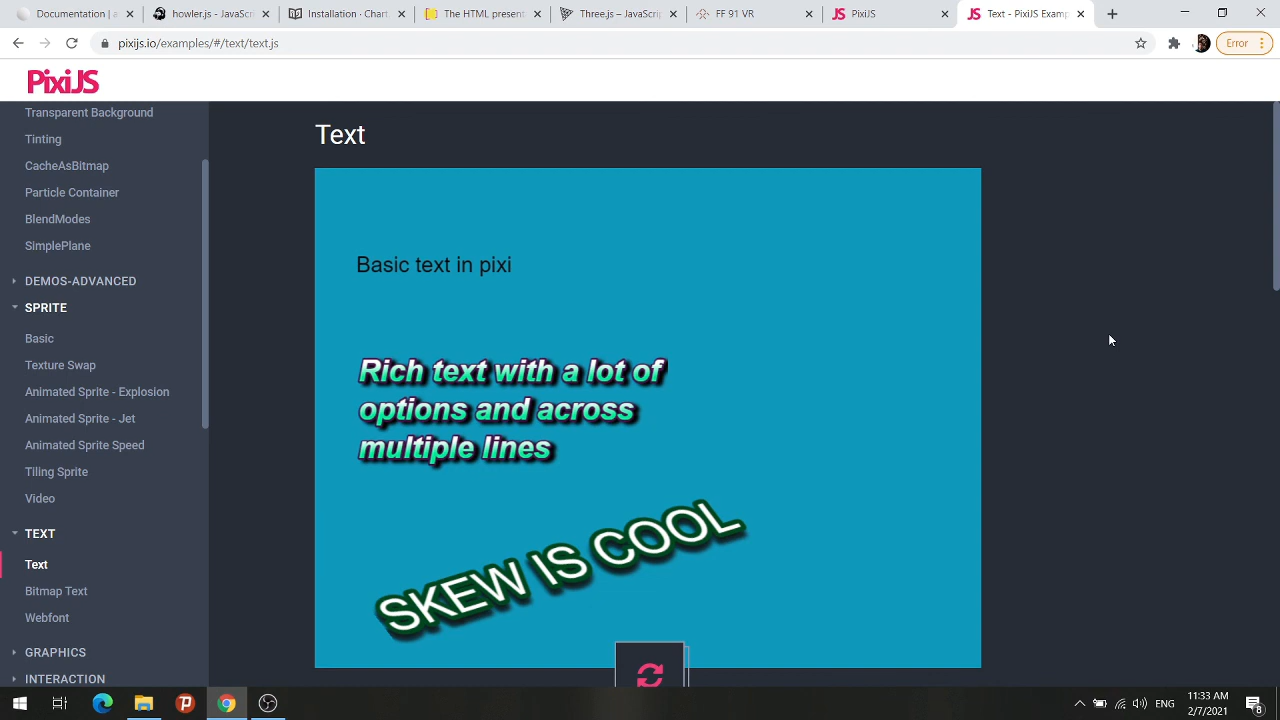 Documentation | e
howler.js - JavaScri
Installation · Chart
The HTML present
Three.js – JavaScrip
FF 91 VR
PixiJS
Text - PixiJS Examp
pixijs.io/examples/#/text/text.js
Error
PixiJS
Transparent Background
Tinting
CacheAsBitmap
Particle Container
BlendModes
SimplePlane
DEMOS-ADVANCED
SPRITE
Basic
Texture Swap
Animated Sprite - Explosion
Animated Sprite - Jet
Animated Sprite Speed
Tiling Sprite
Video
TEXT
Text
Bitmap Text
Webfont
GRAPHICS
INTERACTION
Text
Basic text in pixi
Rich text with a lot of
options and across
multiple lines
SKEW IS COOL
ENG
11:33 AM
2/7/2021
8